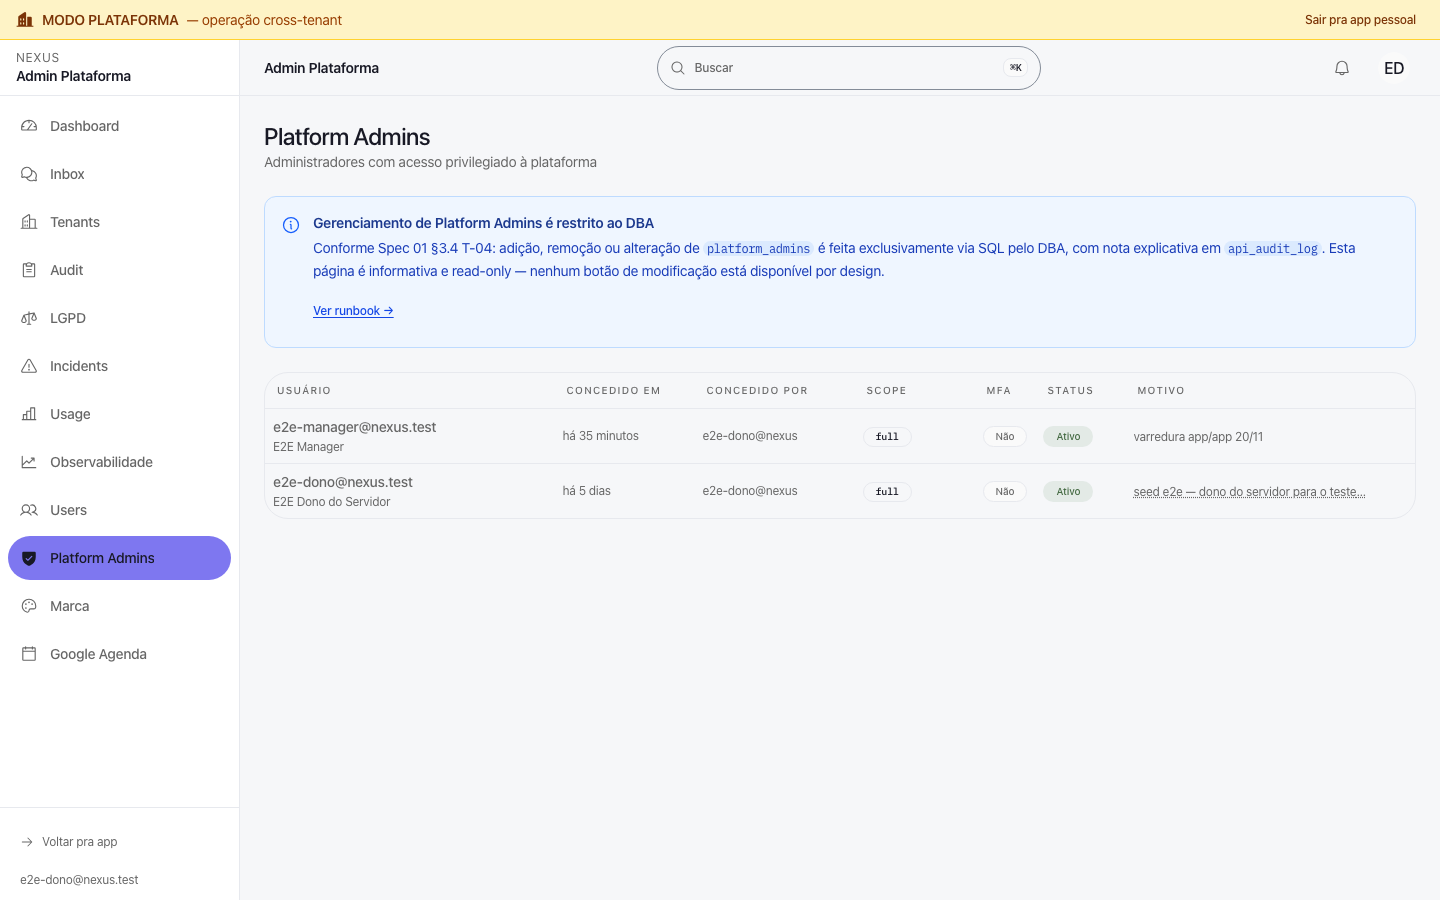 MODO PLATAFORMA — operação cross-tenant
Sair pra app pessoal
NEXUS
Admin Plataforma
Admin Plataforma
Buscar
⌘K
ED
Dashboard
Inbox
Tenants
Audit
LGPD
Incidents
Usage
Observabilidade
Users
Platform Admins
Marca
Google Agenda
Voltar pra app
e2e-dono@nexus.test
Platform Admins
Administradores com acesso privilegiado à plataforma
Gerenciamento de Platform Admins é restrito ao DBA
Conforme Spec 01 §3.4 T-04: adição, remoção ou alteração de platform_admins é feita exclusivamente via SQL pelo DBA, com nota explicativa em api_audit_log. Esta
página é informativa e read-only — nenhum botão de modificação está disponível por design.
Ver runbook →
USUÁRIO CONCEDIDO EM CONCEDIDO POR SCOPE MFA STATUS MOTIVO
e2e-manager@nexus.test
E2E Manager
há 35 minutos e2e-dono@nexus full Não Ativo varredura app/app 20/11
e2e-dono@nexus.test
E2E Dono do Servidor
há 5 dias e2e-dono@nexus full Não Ativo seed e2e — dono do servidor para o teste...